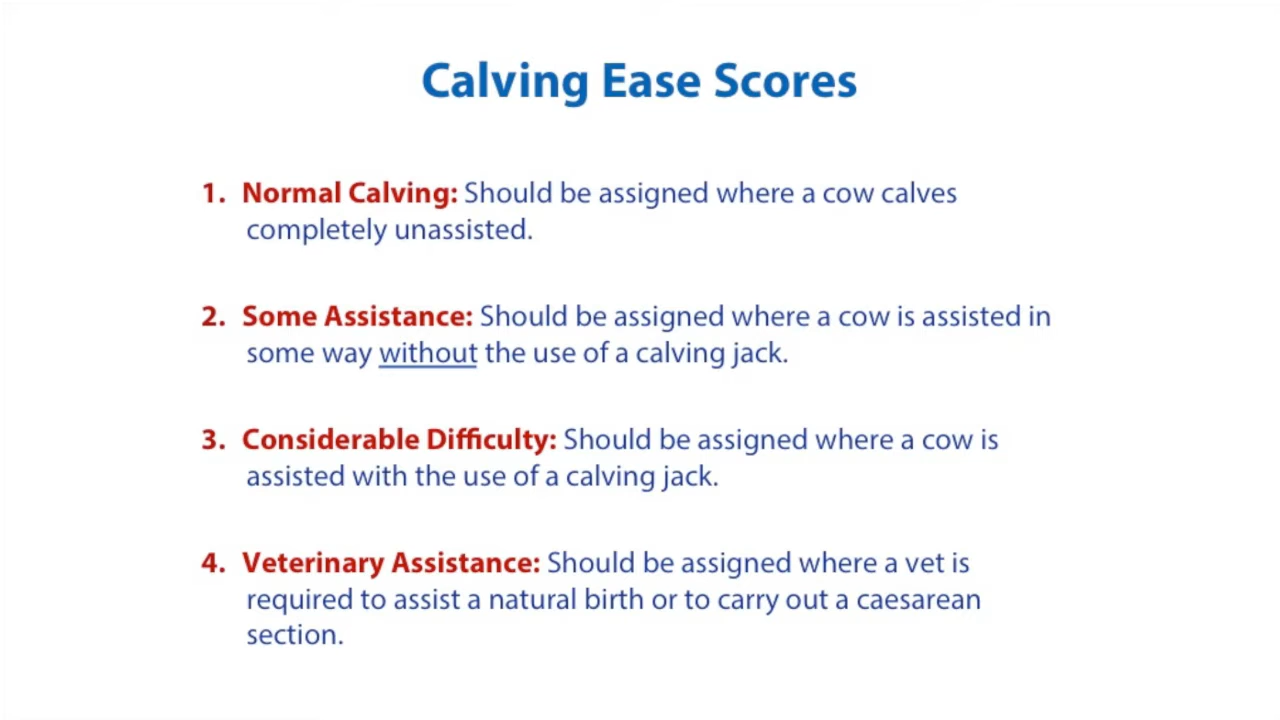 Calving Ease Scores
1. Normal Calving: Should be assigned where a cow calves
completely unassisted.
2. Some Assistance: Should be assigned where a cow is assisted in
some way without the use of a calving jack.
3. Considerable Difficulty: Should be assigned where a cow is
assisted with the use of a calving jack.
4. Veterinary Assistance: Should be assigned where a vet is
required to assist a natural birth or to carry out a caesarean
section.